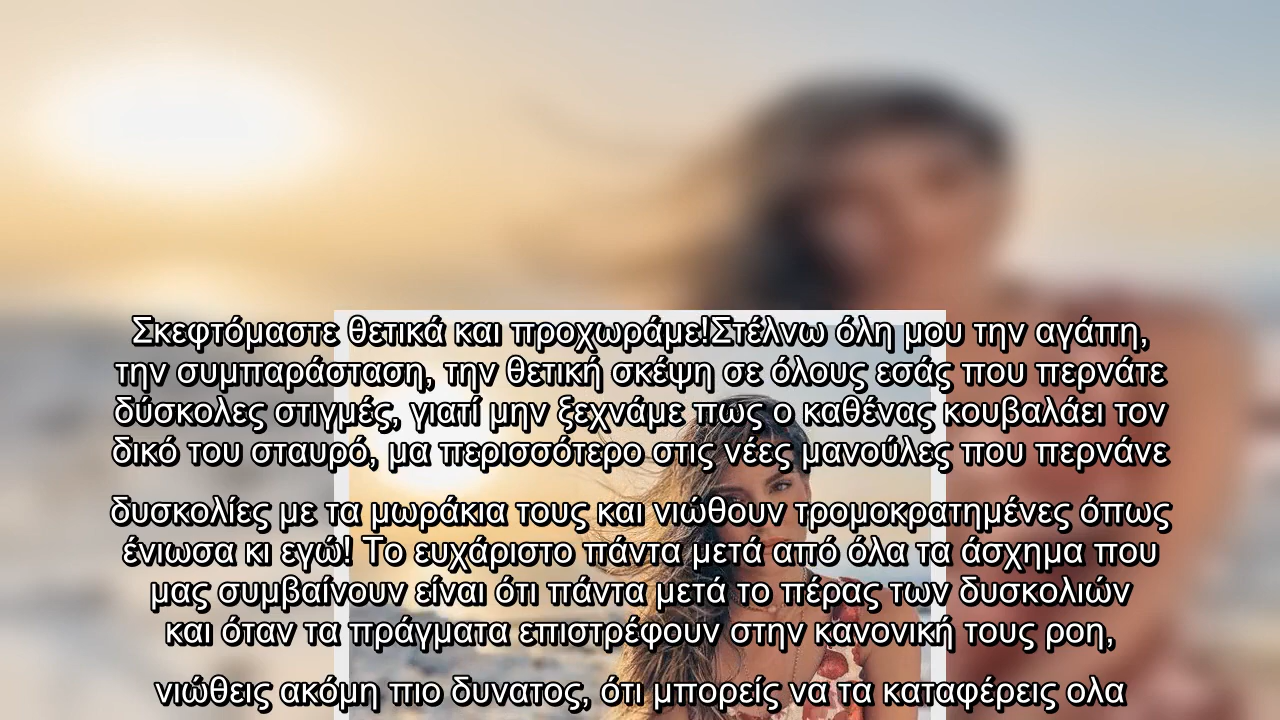 Σκεφτόμαστε θετικά και προχωράμε!Στέλνω όλη μου την αγάπη,
την συμπαράσταση, την θετική σκέψη σε όλους εσάς που περνάτε
δύσκολες στιγμές, γιατί μην ξεχνάμε πως ο καθένας κουβαλάει τον
δικό του σταυρό, μα περισσότερο στις νέες μανούλες που περνάνε
δυσκολίες με τα μωράκια τους και νιώθουν τρομοκρατημένες όπως
ένιωσα κι εγώ! Το ευχάριστο πάντα μετά από όλα τα άσχημα που
μας συμβαίνουν είναι ότι πάντα μετά το πέρας των δυσκολιών
και όταν τα πράγματα επιστρέφουν στην κανονική τους ροη,
νιώθεις ακόμη πιο δυνατος, ότι μπορείς να τα καταφέρεις ολα